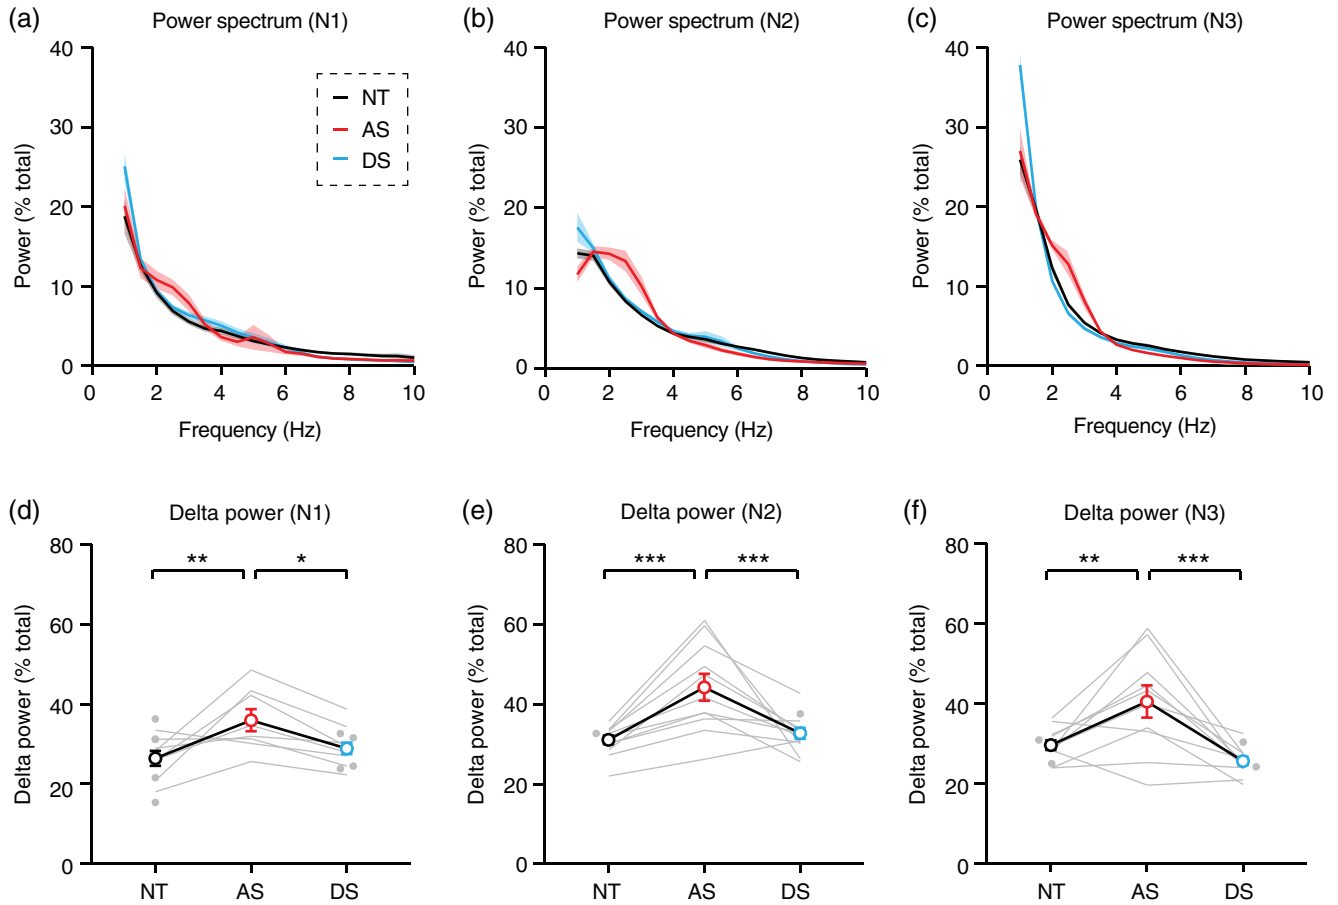 (a) Power spectrum (N1)
Power (% total)
40
30
20
10
0
0 2 4 6 8 10
Frequency (Hz)
NT
AS
DS
(b) Power spectrum (N2)
Power (% total)
40
30
20
10
0
0 2 4 6 8 10
Frequency (Hz)
(c) Power spectrum (N3)
Power (% total)
40
30
20
10
0
0 2 4 6 8 10
Frequency (Hz)
(d) Delta power (N1)
Delta power (% total)
80
60
40
20
0
** *
NT AS DS
(e) Delta power (N2)
Delta power (% total)
80
60
40
20
0
*** ***
NT AS DS
(f) Delta power (N3)
Delta power (% total)
80
60
40
20
0
** ***
NT AS DS